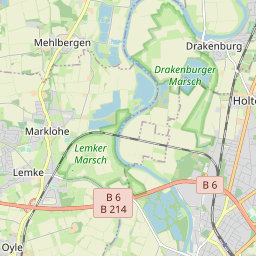 Mehlbergen
Drakenburg
Drakenburger
Marsch
Holte
Marklohe
Lemker
Marsch
Lemke
B 6
B 214
B 6
Oyle